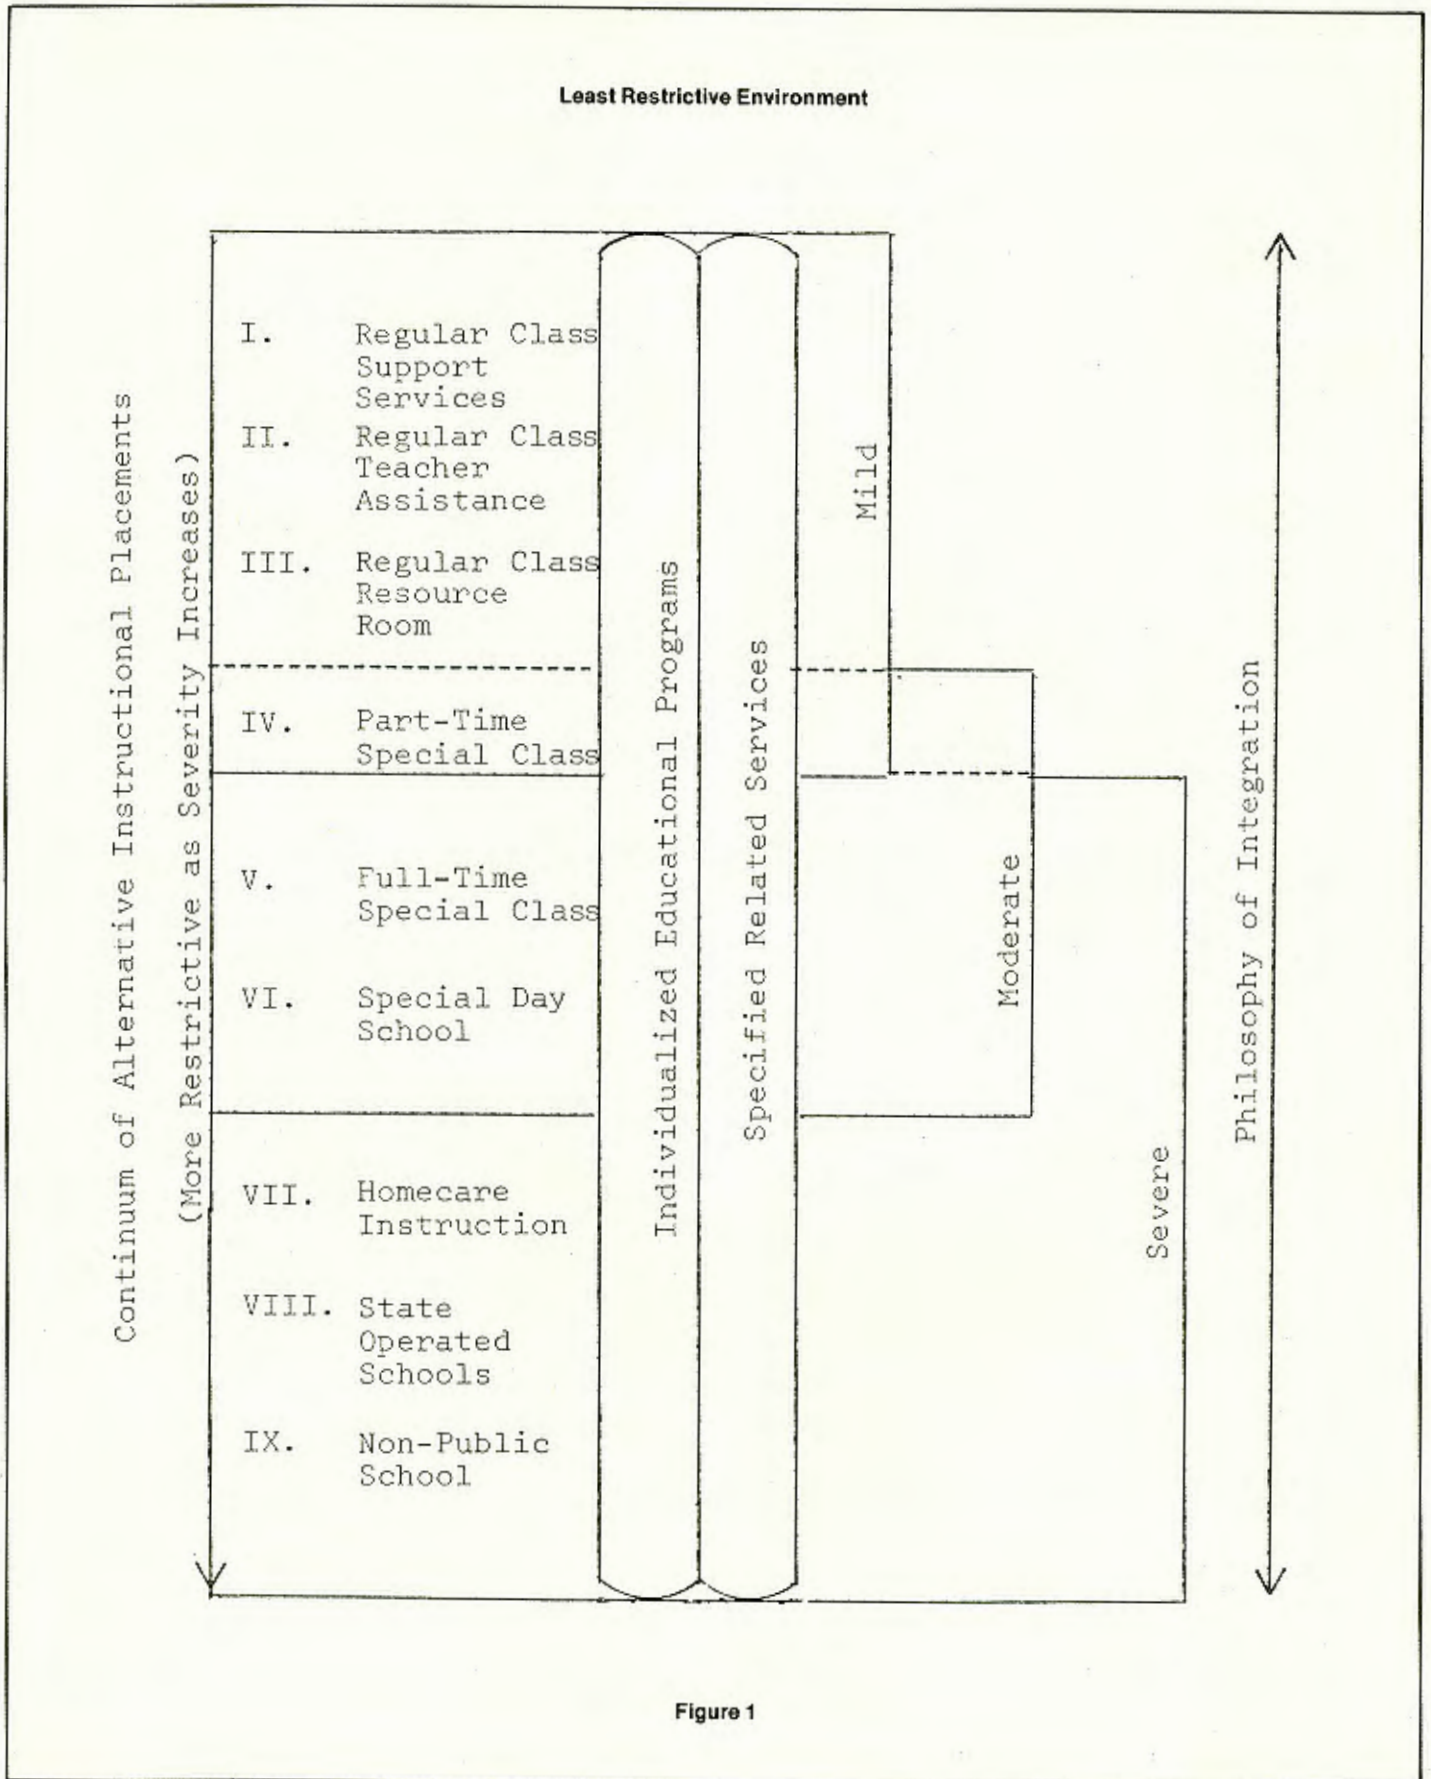 Least Restrictive Environment
Continuum of Alternative Instructional Placements
(More Restrictive as Severity Increases)
I. Regular Class
Support
Services
II. Regular Class
Teacher
Assistance
III. Regular Class
Resource
Room
IV. Part-Time
Special Class
V. Full-Time
Special Class
VI. Special Day
School
VII. Homecare
Instruction
VIII. State
Operated
Schools
IX. Non-Public
School
Individualized Educational Programs
Specified Related Services
Mild
Moderate
Severe
Philosophy of Integration
Figure 1